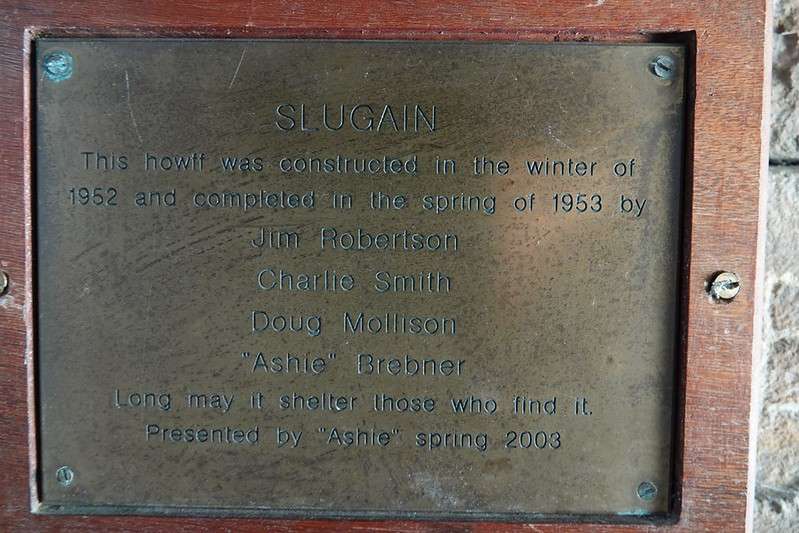 SLUGAIN
This howff was constructed in the winter of
1952 and completed in the spring of 1953 by
Jim Robertson
Charlie Smith
Doug Mollison
"Ashie" Brebner
Long may it shelter those who find it.
Presented by "Ashie" spring 2003